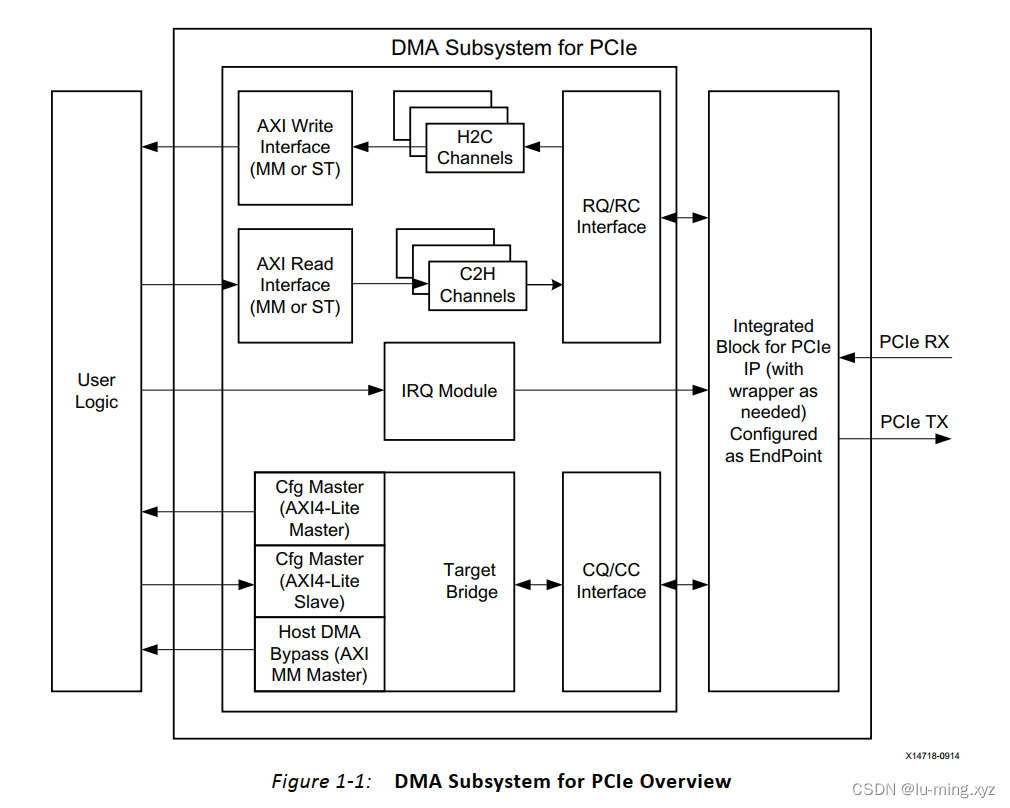 DMA Subsystem for PCIe
User
Logic
AXI Write
Interface
(MM or ST)
H2C
Channels
AXI Read
Interface
(MM or ST)
C2H
Channels
RQ/RC
Interface
IRQ Module
Cfg Master
(AXI4-Lite
Master)
Cfg Master
(AXI4-Lite
Slave)
Host DMA
Bypass (AXI
MM Master)
Target
Bridge
CQ/CC
Interface
Integrated
Block for PCIe
IP (with
wrapper as
needed)
Configured
as EndPoint
PCIe RX
PCIe TX
X14718-0914
Figure 1-1: DMA Subsystem for PCIe Overview
CSDN @lu-ming.xyz